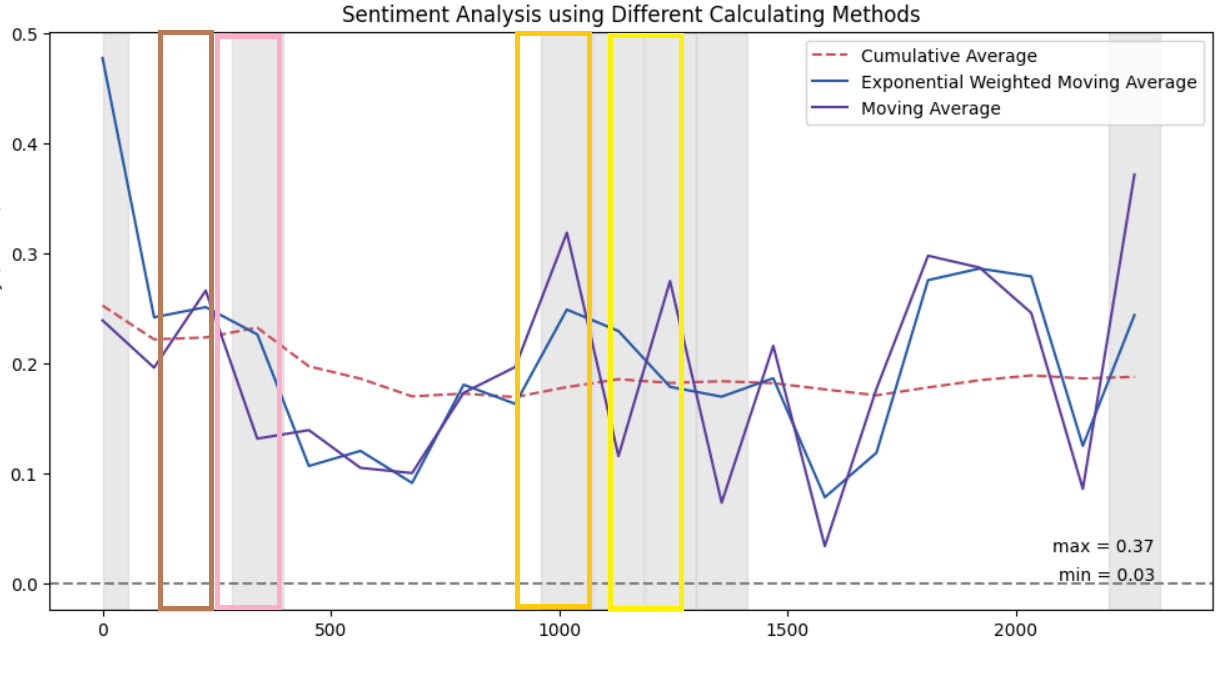 Sentiment Analysis using Different Calculating Methods
0.5
0.4
0.3
0.2
0.1
0.0
Cumulative Average
Exponential Weighted Moving Average
Moving Average
max = 0.37
min = 0.03
0 500 1000 1500 2000